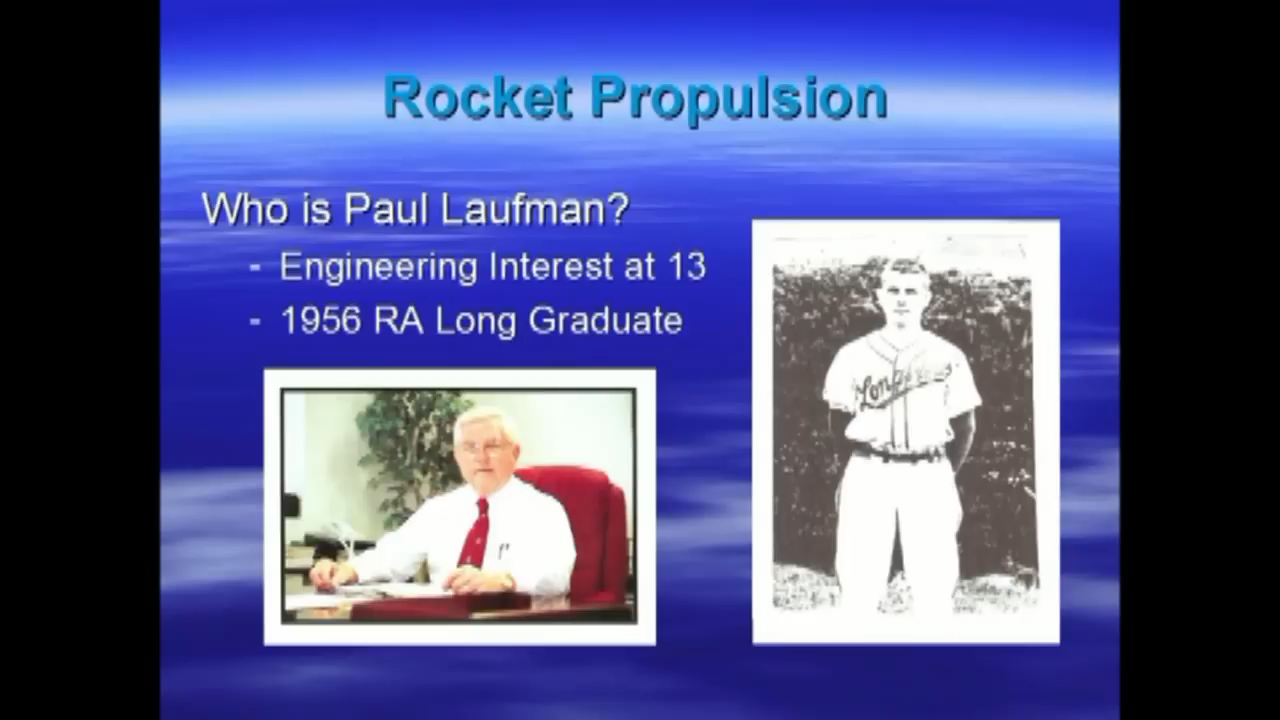 Rocket Propulsion
Who is Paul Laufman?
- Engineering Interest at 13
- 1956 RA Long Graduate